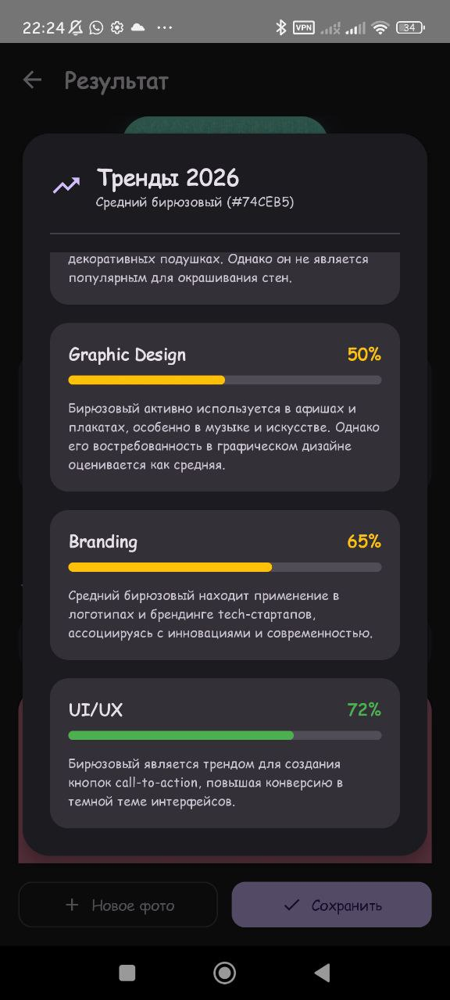 22:24
VPN
34
Результат
Тренды 2026
Средний бирюзовый (#74CEB5)
декоративных подушках. Однако он не является
популярным для окрашивания стен.
Graphic Design 50%
Бирюзовый активно используется в афишах и
плакатах, особенно в музыке и искусстве. Однако
его востребованность в графическом дизайне
оценивается как средняя.
Branding 65%
Средний бирюзовый находит применение в
логотипах и брендинге tech-стартапов,
ассоциируясь с инновациями и современностью.
UI/UX 72%
Бирюзовый является трендом для создания
кнопок call-to-action, повышая конверсию в
темной теме интерфейсов.
+ Новое фото
Сохранить